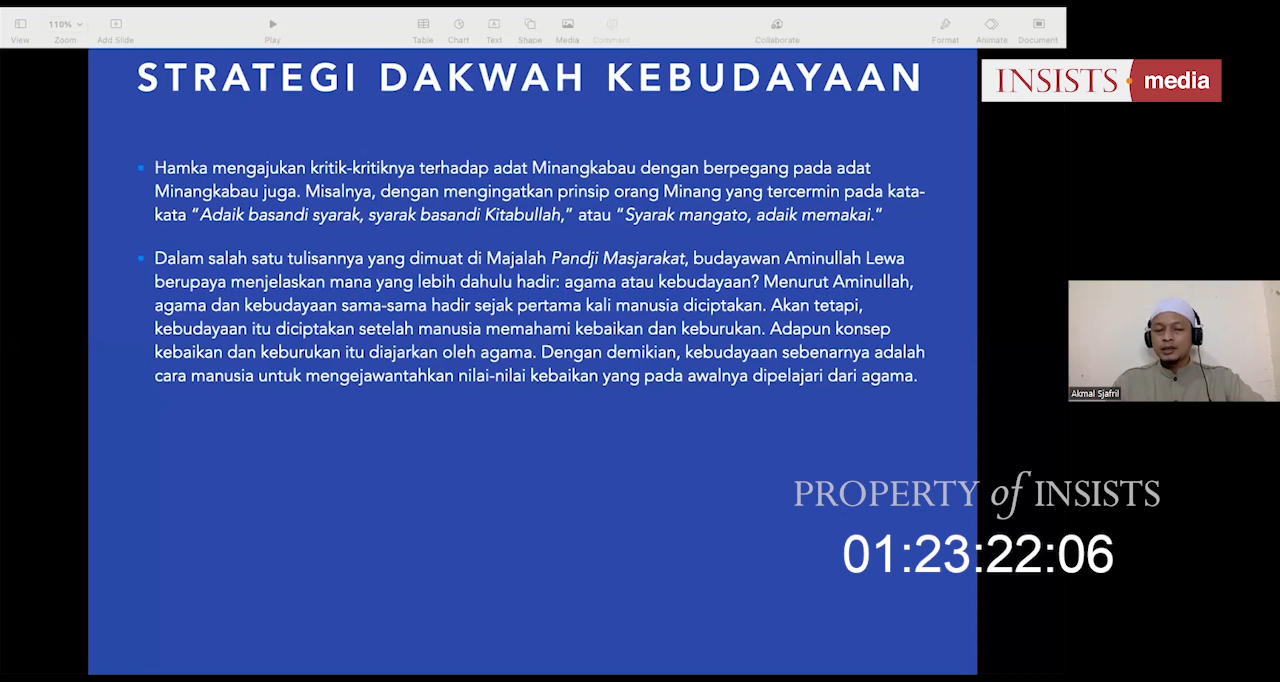 110%
View Zoom Add Slide Play Table Chart Text Shape Media Comment Collaborate Format Animate Document
STRATEGI DAKWAH KEBUDAYAAN
INSISTS media
Hamka mengajukan kritik-kritiknya terhadap adat Minangkabau dengan berpegang pada adat
Minangkabau juga. Misalnya, dengan mengingatkan prinsip orang Minang yang tercermin pada kata-
kata “Adaik basandi syarak, syarak basandi Kitabullah,” atau “Syarak mangato, adaik memakai.”
Dalam salah satu tulisannya yang dimuat di Majalah Pandji Masjarakat, budayawan Aminullah Lewa
berupaya menjelaskan mana yang lebih dahulu hadir: agama atau kebudayaan? Menurut Aminullah,
agama dan kebudayaan sama-sama hadir sejak pertama kali manusia diciptakan. Akan tetapi,
kebudayaan itu diciptakan setelah manusia memahami kebaikan dan keburukan. Adapun konsep
kebaikan dan keburukan itu diajarkan oleh agama. Dengan demikian, kebudayaan sebenarnya adalah
cara manusia untuk mengejawantahkan nilai-nilai kebaikan yang pada awalnya dipelajari dari agama.
Akmal Sjafril
PROPERTY of INSISTS
01:23:22:06